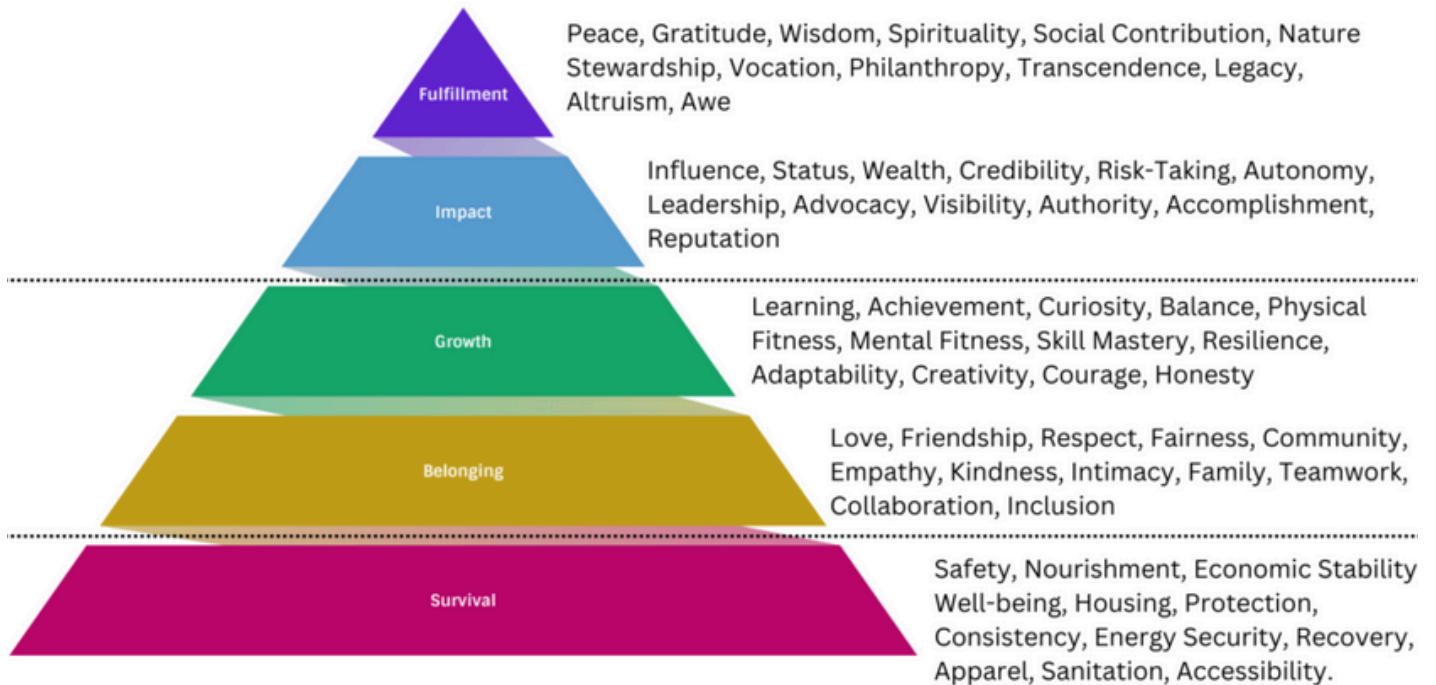 Peace, Gratitude, Wisdom, Spirituality, Social Contribution, Nature
Stewardship, Vocation, Philanthropy, Transcendence, Legacy,
Altruism, Awe
Fulfillment
Influence, Status, Wealth, Credibility, Risk-Taking, Autonomy,
Leadership, Advocacy, Visibility, Authority, Accomplishment,
Reputation
Impact
Learning, Achievement, Curiosity, Balance, Physical
Fitness, Mental Fitness, Skill Mastery, Resilience,
Adaptability, Creativity, Courage, Honesty
Growth
Love, Friendship, Respect, Fairness, Community,
Empathy, Kindness, Intimacy, Family, Teamwork,
Collaboration, Inclusion
Belonging
Safety, Nourishment, Economic Stability
Well-being, Housing, Protection,
Consistency, Energy Security, Recovery,
Apparel, Sanitation, Accessibility.
Survival